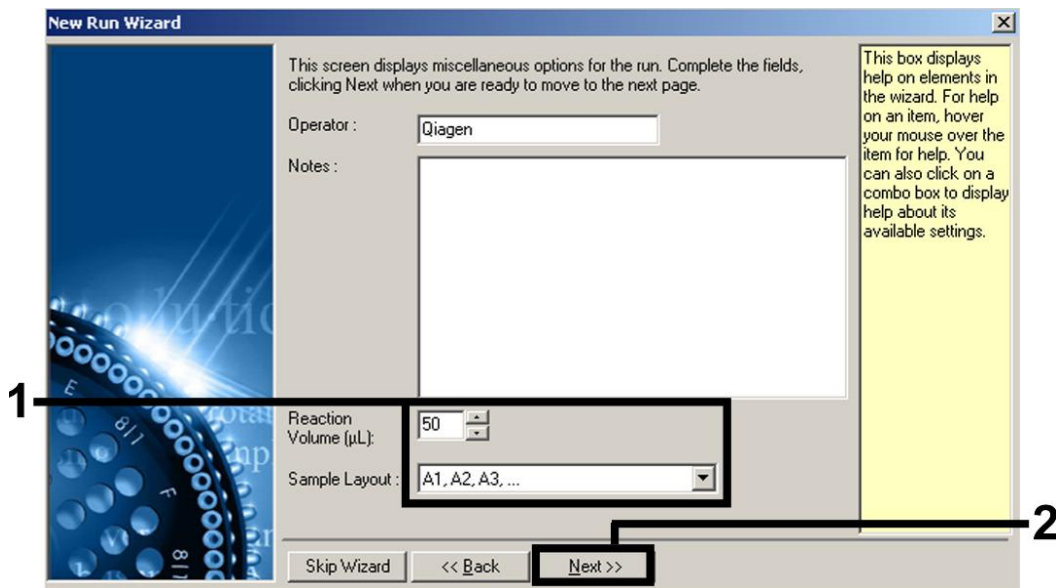 New Run Wizard
This screen displays miscellaneous options for the run. Complete the fields,
clicking Next when you are ready to move to the next page.
Operator :
Qiagen
Notes :
Reaction
Volume (µL):
50
Sample Layout :
A1, A2, A3, ...
Skip Wizard
<< Back
Next >>
This box displays
help on elements in
the wizard. For help
on an item, hover
your mouse over the
item for help. You
can also click on a
combo box to display
help about its
available settings.
1
2
E
8/1
F
8/1